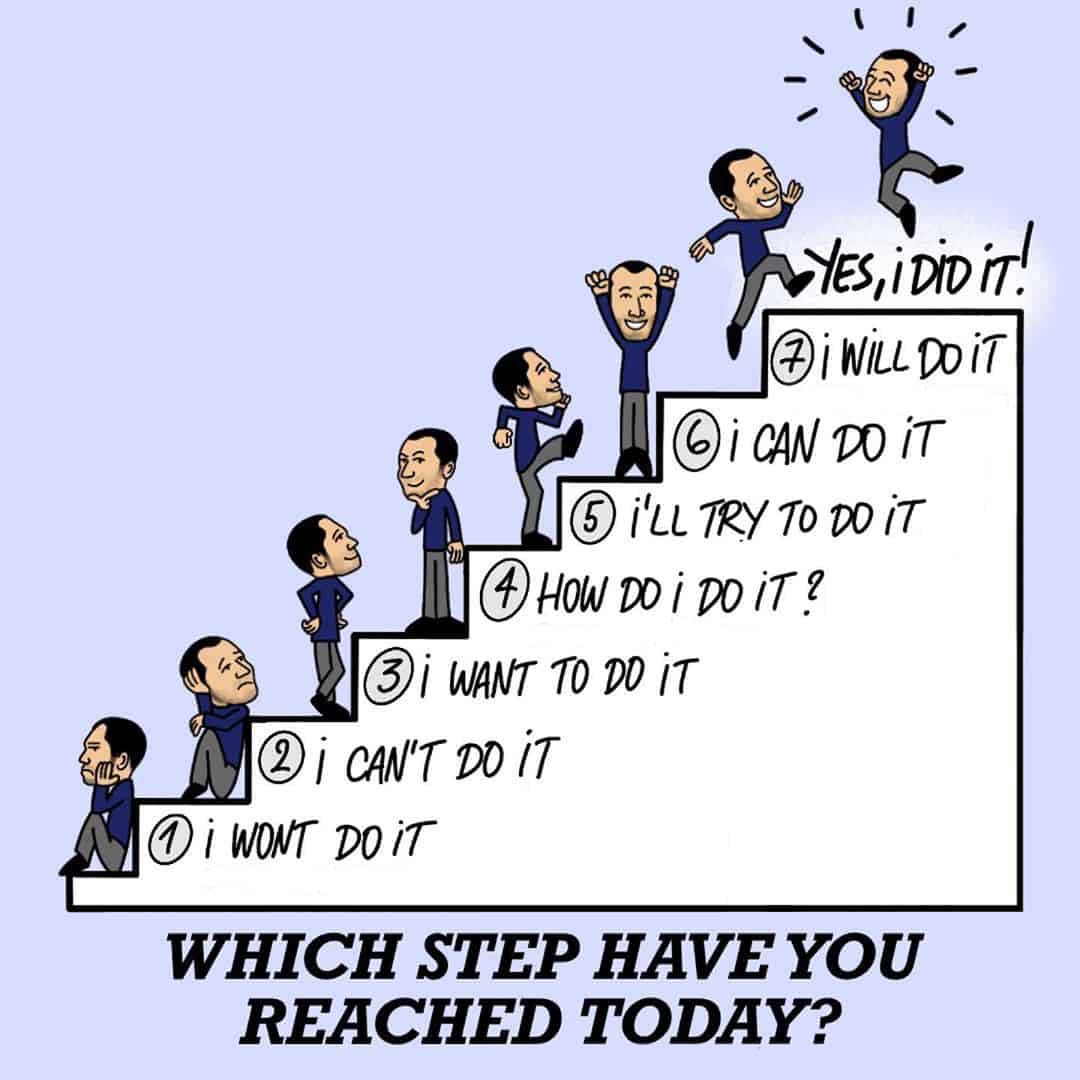 YES, i DiD iT!
7 i WiLL DO iT
6 i CAN DO iT
5 i'LL TRY TO DO iT
4 HOW DO i DO iT?
3 i WANT TO DO iT
2 i CAN'T DO iT
1 i WONT DO iT
WHICH STEP HAVE YOU
REACHED TODAY?